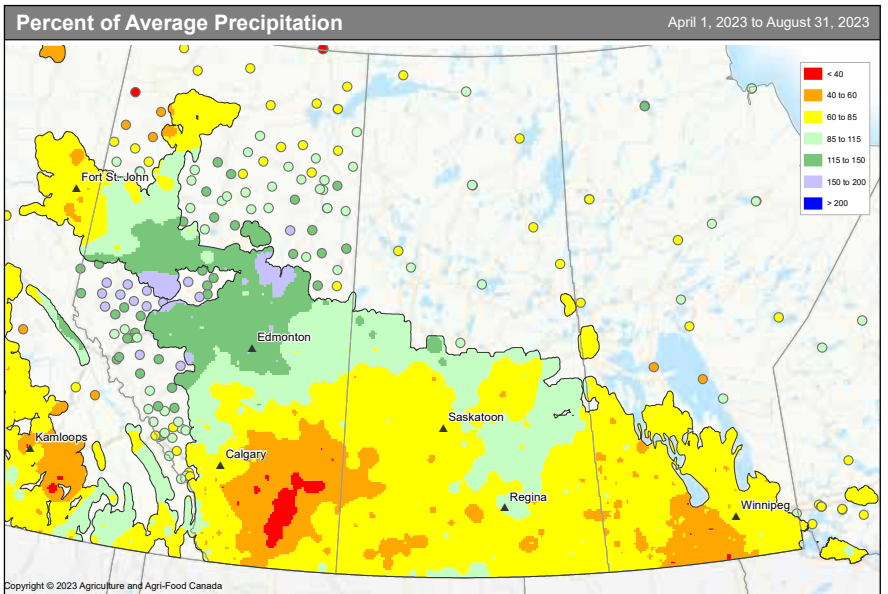 Percent of Average Precipitation
April 1, 2023 to August 31, 2023
< 40
40 to 60
60 to 85
85 to 115
115 to 150
150 to 200
> 200
Fort St. John
Edmonton
Saskatoon
Kamloops
Calgary
Regina
Winnipeg
Copyright © 2023 Agriculture and Agri-Food Canada